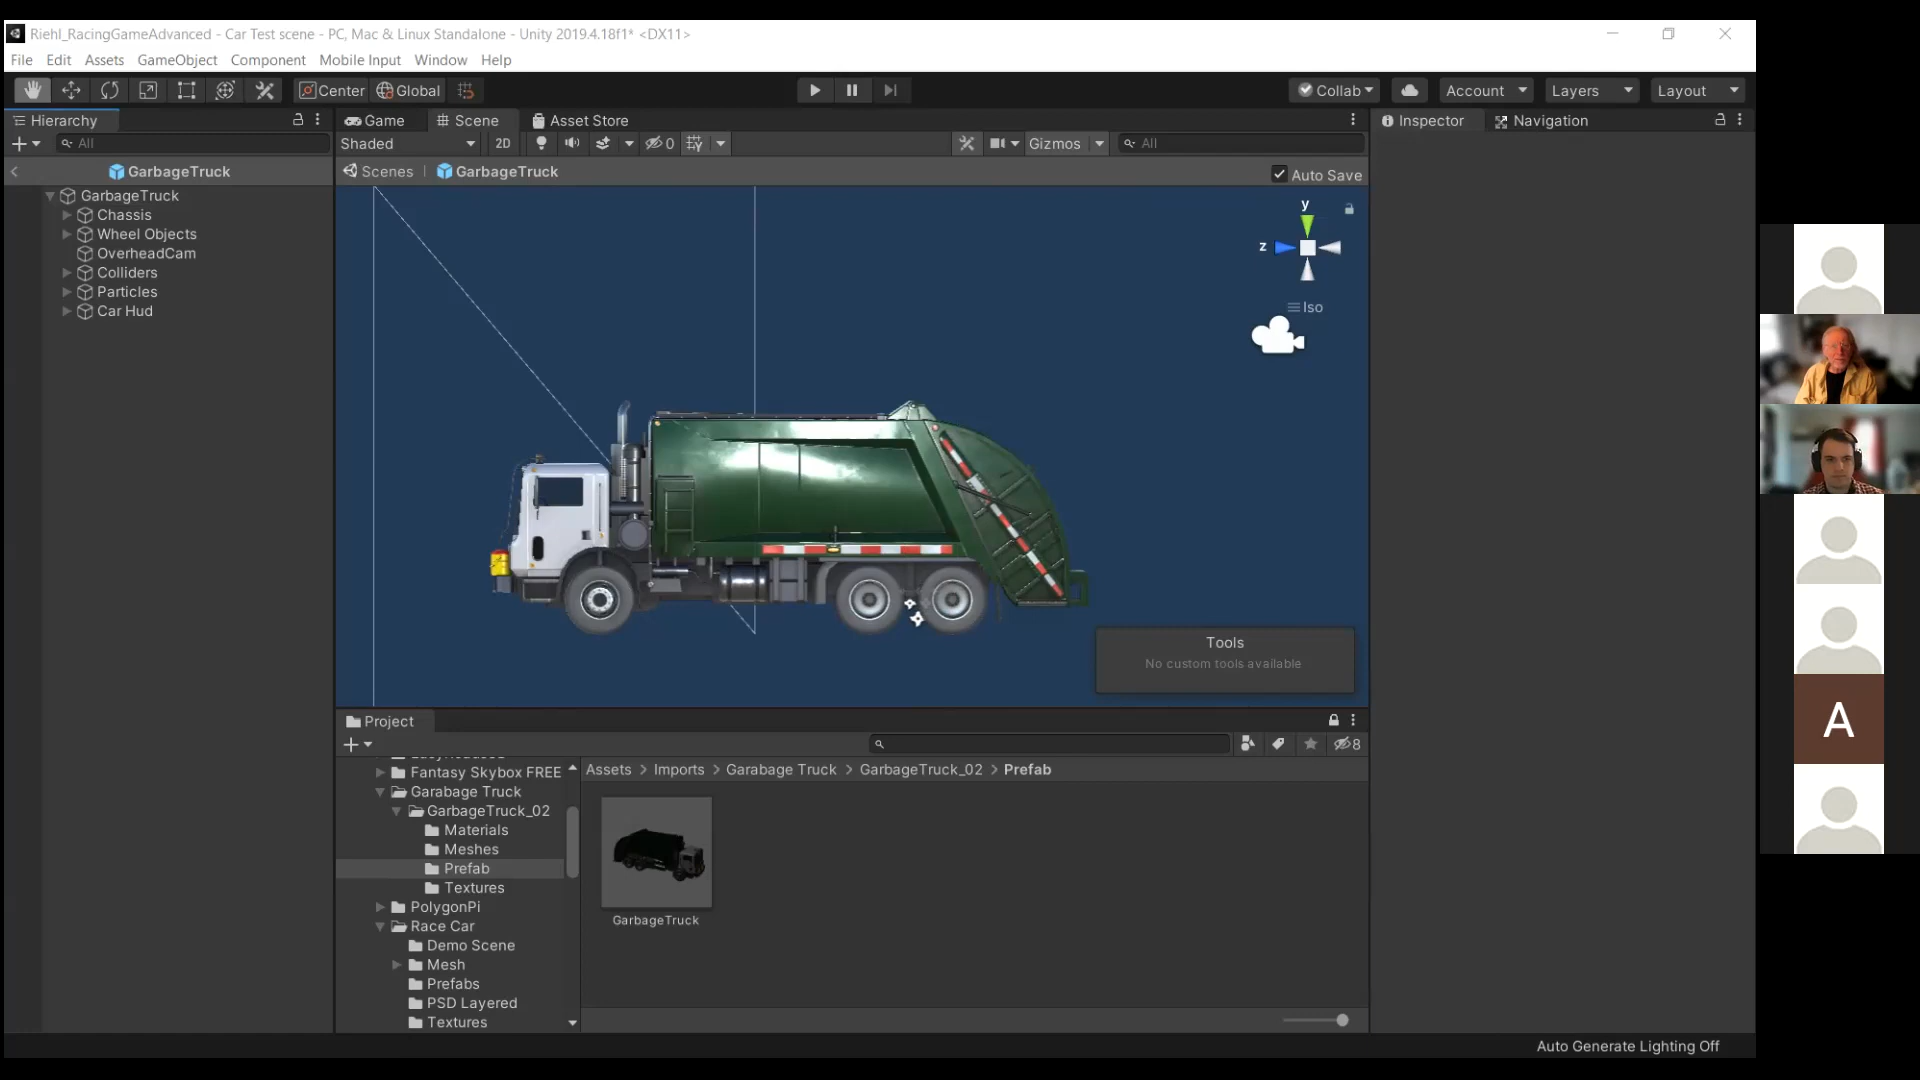 Riehl_RacingGameAdvanced - Car Test scene - PC, Mac & Linux Standalone - Unity 2019.4.18f1* <DX11>
File Edit Assets GameObject Component Mobile Input Window Help
Center Global Collab Account Layers Layout
Hierarchy
All
GarbageTruck
GarbageTruck
Chassis
Wheel Objects
OverheadCam
Colliders
Particles
Car Hud
Game Scene Asset Store
Shaded 2D 0 Gizmos All
Scenes GarbageTruck Auto Save
y
z
Iso
Tools
No custom tools available
Inspector Navigation
Project
8
Fantasy Skybox FREE
Garabage Truck
GarbageTruck_02
Materials
Meshes
Prefab
Textures
PolygonPi
Race Car
Demo Scene
Mesh
Prefabs
PSD Layered
Textures
Assets > Imports > Garabage Truck > GarbageTruck_02 > Prefab
GarbageTruck
Auto Generate Lighting Off
A